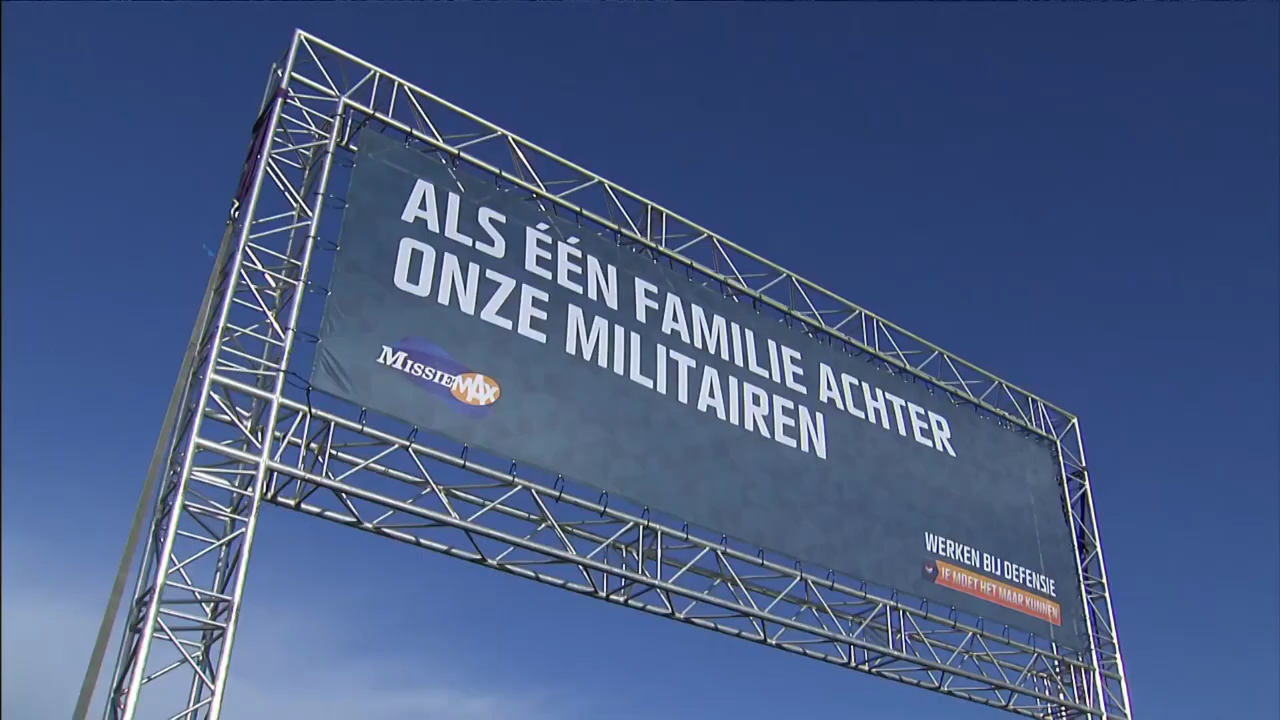 ALS ÉÉN FAMILIE ACHTER
ONZE MILITAIREN
MISSIEMAX
WERKEN BIJ DEFENSIE
JE MOET HET MAAR KUNNEN